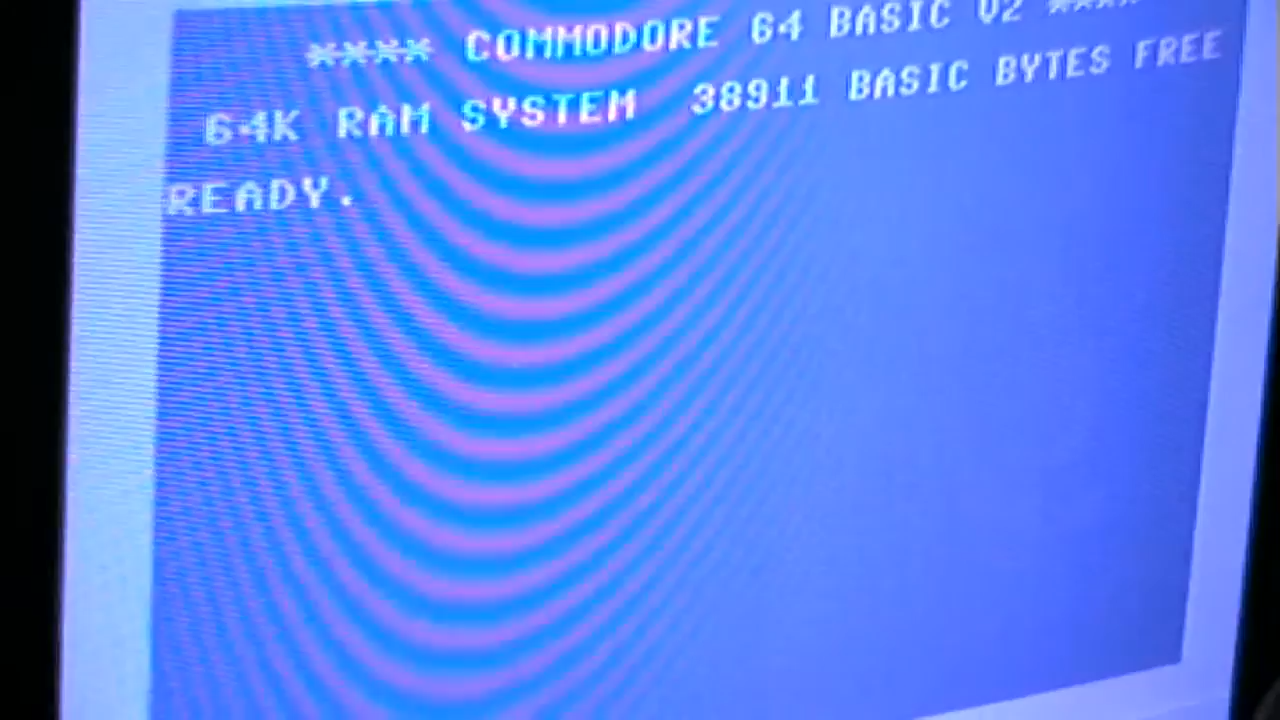 **** COMMODORE 64 BASIC V2 ****
64K RAM SYSTEM 38911 BASIC BYTES FREE
READY.